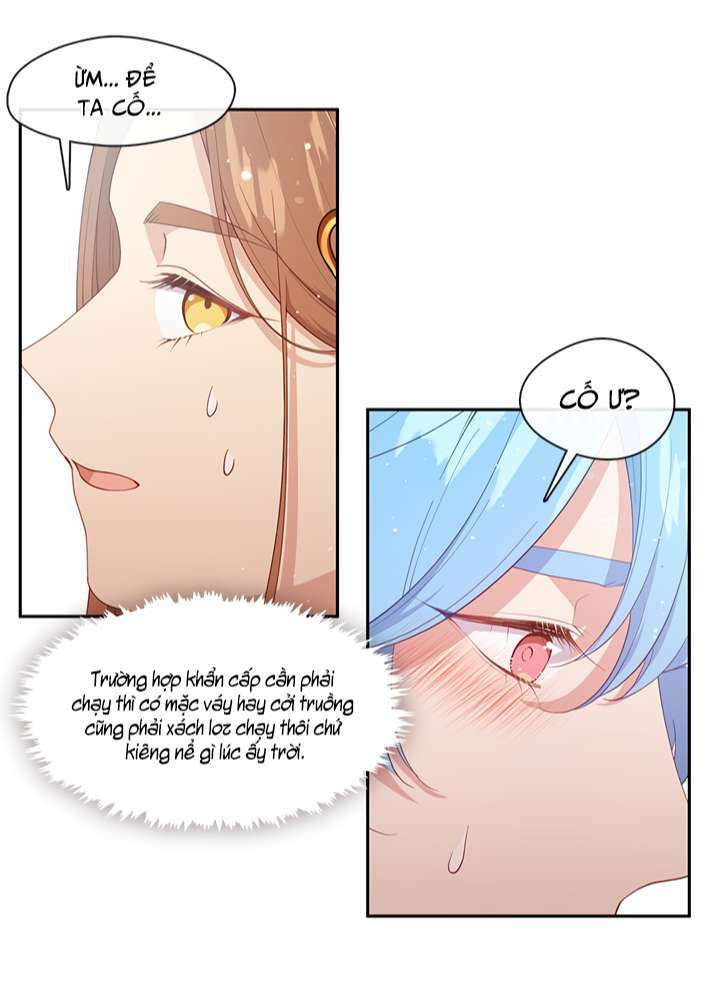 ỪM... ĐỂ
TA CỐ...
CỐ Ư?
Trường hợp khẩn cấp cần phải
chạy thì có mặc váy hay cởi truồng
cũng phải xách loz chạy thôi chứ
kiêng nể gì lúc ấy trời.